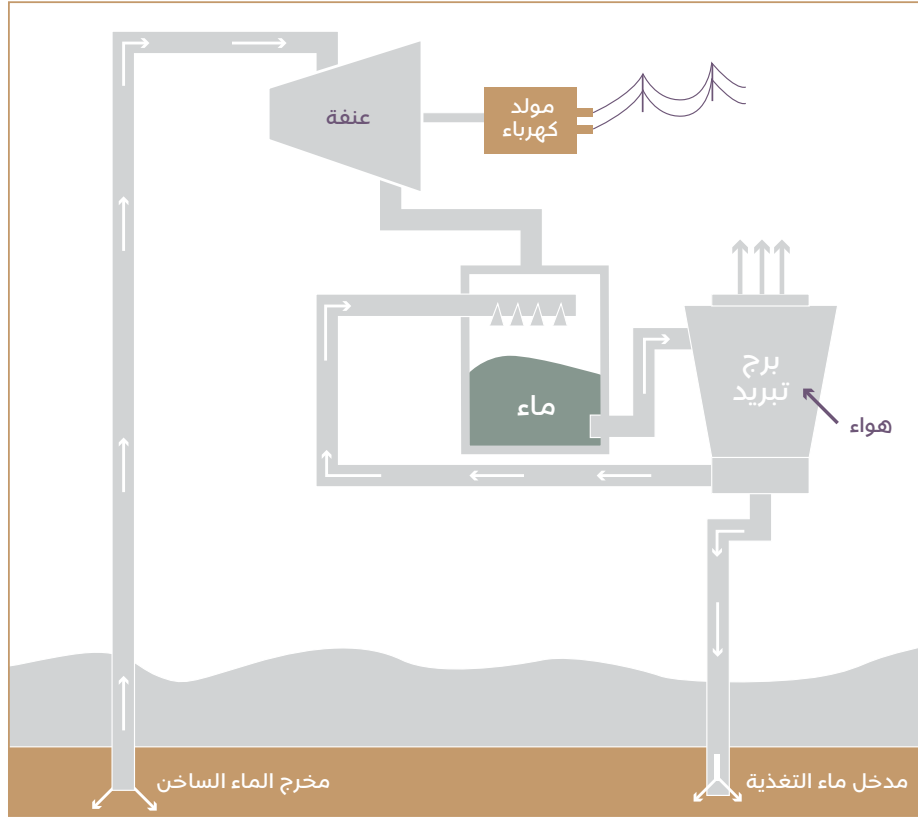 عنفة
مولد
كهرباء
برج
تبريد
ماء
هواء
مخرج الماء الساخن
مدخل ماء التغذية